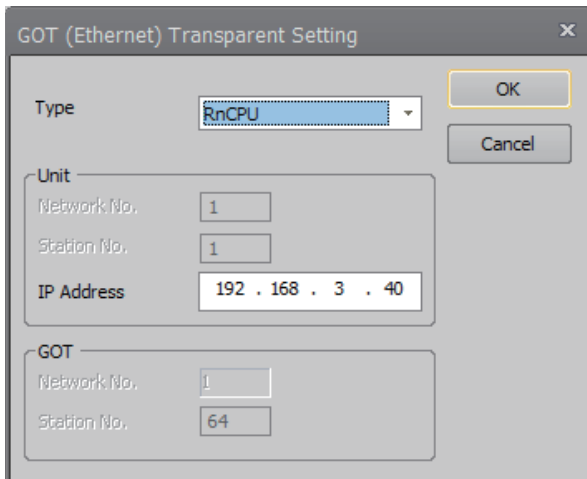 GOT (Ethernet) Transparent Setting
Type
RnCPU
OK
Cancel
Unit
Network No.
1
Station No.
1
IP Address
192 . 168 . 3 . 40
GOT
Network No.
1
Station No.
64